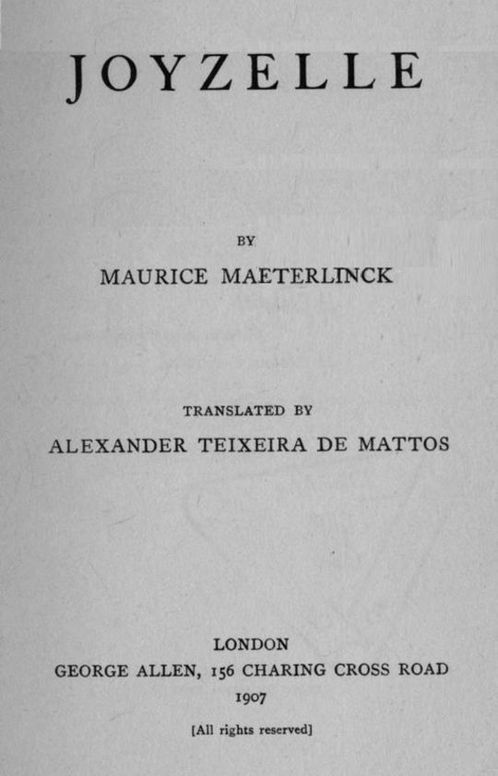 JOYZELLE
BY
MAURICE MAETERLINCK
TRANSLATED BY
ALEXANDER TEIXEIRA DE MATTOS
LONDON
GEORGE ALLEN, 156 CHARING CROSS ROAD
1907
[All rights reserved]